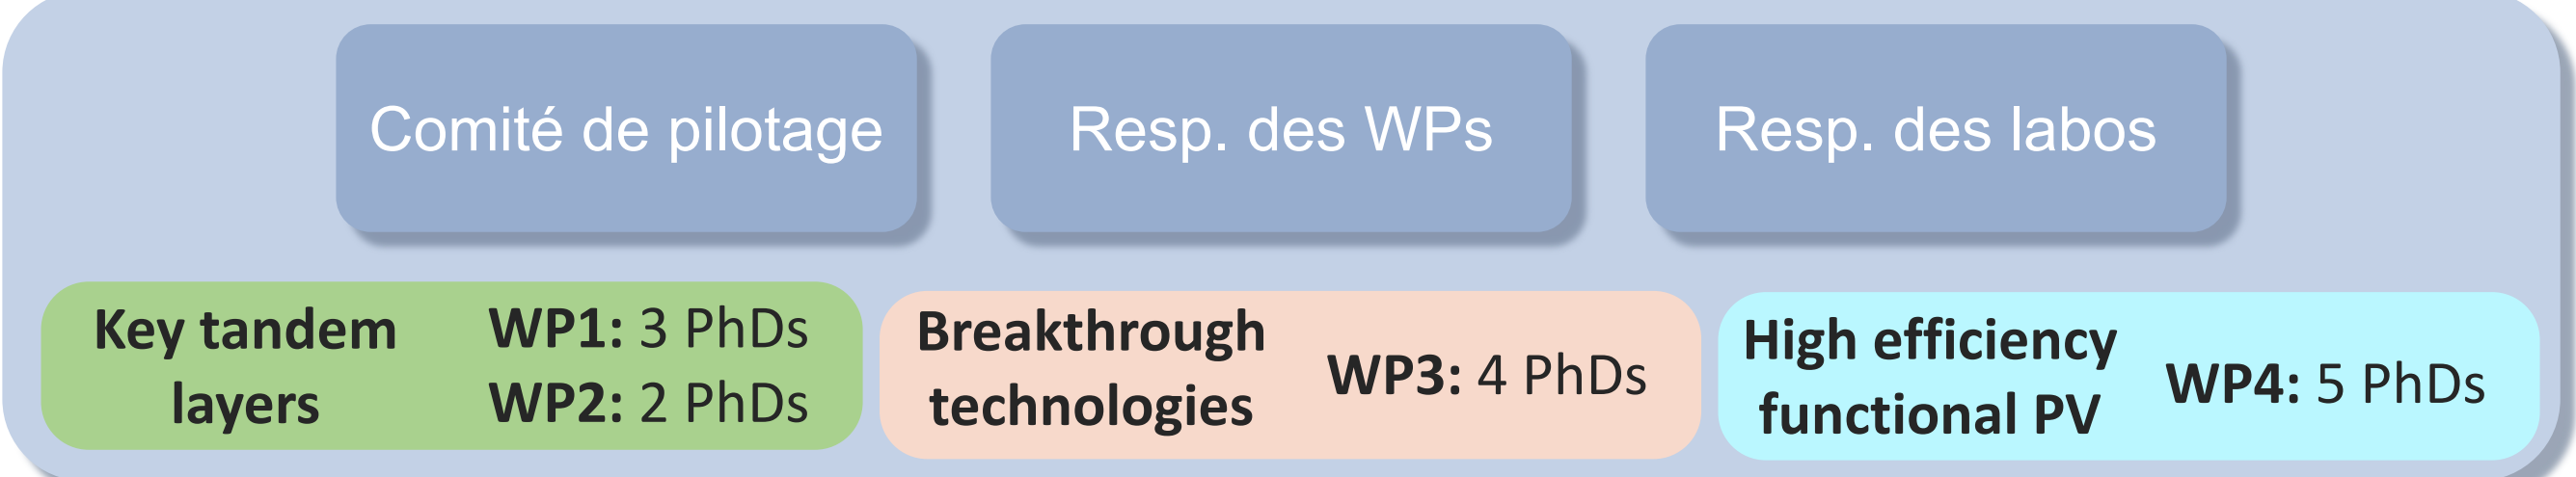 Comité de pilotage
Resp. des WPs
Resp. des labos
Key tandem
layers
WP1: 3 PhDs
WP2: 2 PhDs
Breakthrough
technologies
WP3: 4 PhDs
High efficiency
functional PV
WP4: 5 PhDs